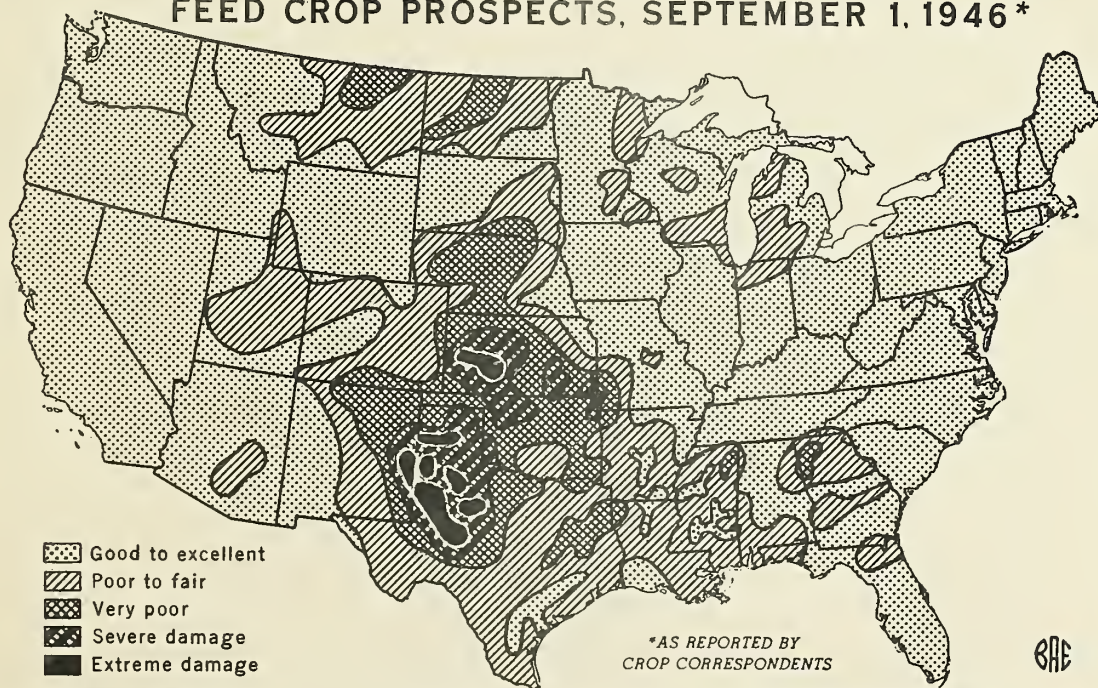 FEED CROP PROSPECTS, SEPTEMBER 1, 1946*
Good to excellent
Poor to fair
Very poor
Severe damage
Extreme damage
*AS REPORTED BY
CROP CORRESPONDENTS
BAE